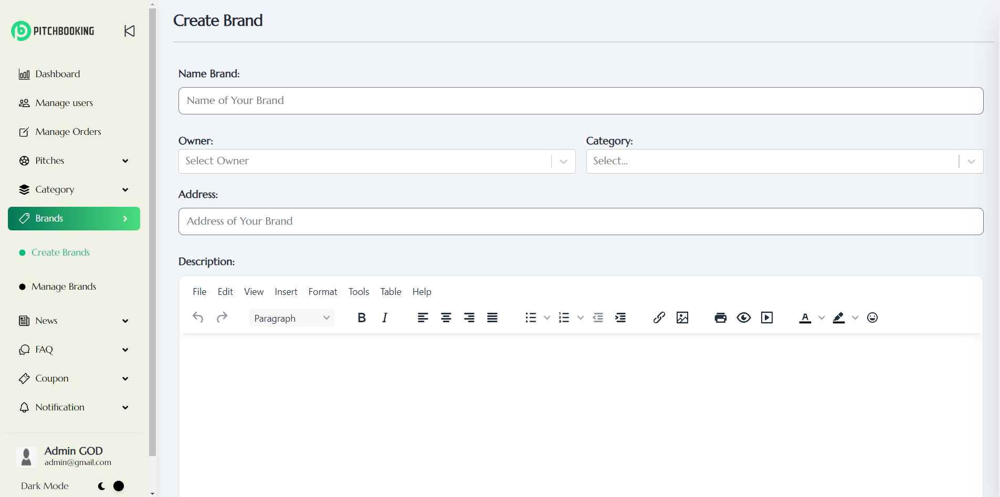 PITCHBOOKING
Dashboard
Manage users
Manage Orders
Pitches
Category
Brands
Create Brands
Manage Brands
News
FAQ
Coupon
Notification
Admin GOD
admin@gmail.com
Dark Mode
Create Brand
Name Brand:
Name of Your Brand
Owner:
Select Owner
Category:
Select...
Address:
Address of Your Brand
Description:
File Edit View Insert Format Tools Table Help
Paragraph